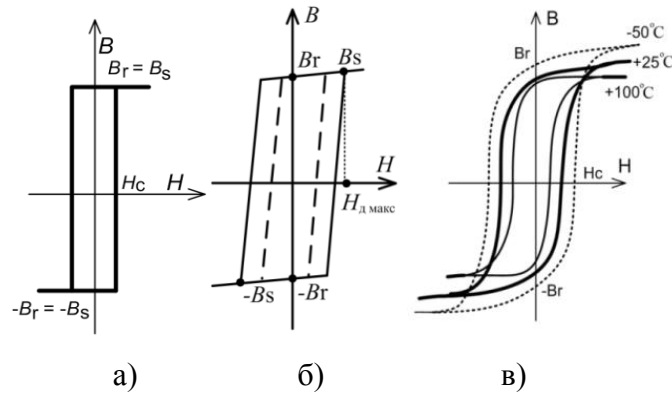 B
Br = Bs
Hc
H
-Br = -Bs
а)
B
Br
Bs
H
Hд макс
-Bs
-Br
б)
B
-50°C
Br
+25°C
+100°C
H
Hc
-Br
в)